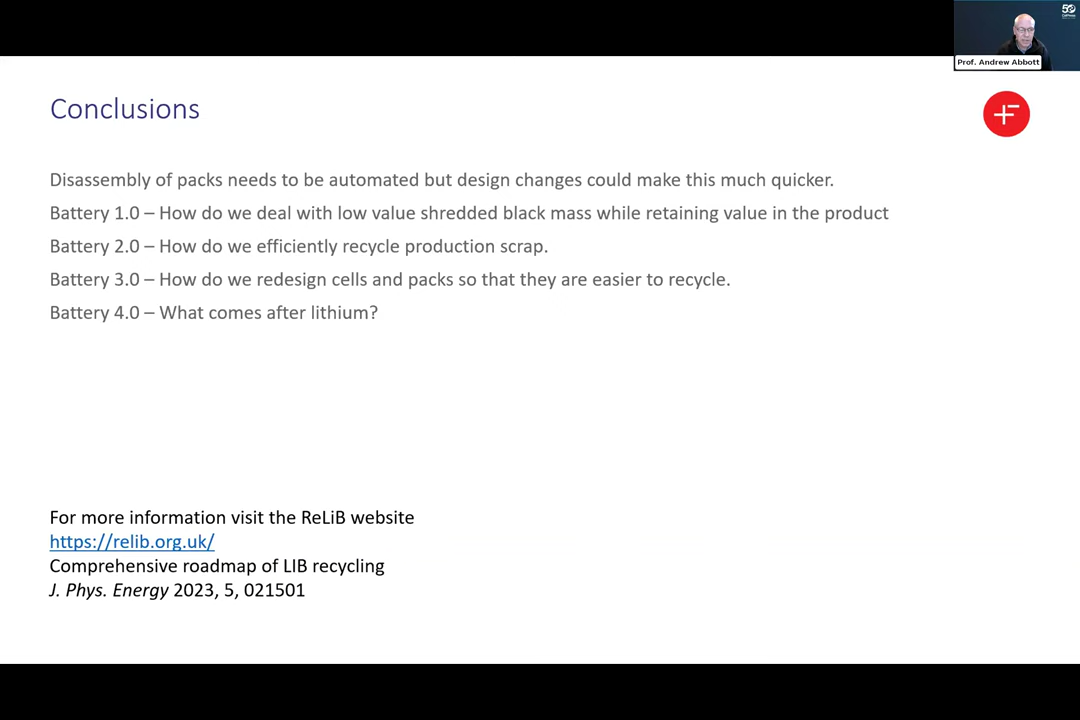 50
CellPress
Prof. Andrew Abbott
Conclusions
Disassembly of packs needs to be automated but design changes could make this much quicker.
Battery 1.0 – How do we deal with low value shredded black mass while retaining value in the product
Battery 2.0 – How do we efficiently recycle production scrap.
Battery 3.0 – How do we redesign cells and packs so that they are easier to recycle.
Battery 4.0 – What comes after lithium?
For more information visit the ReLiB website
https://relib.org.uk/
Comprehensive roadmap of LIB recycling
J. Phys. Energy 2023, 5, 021501